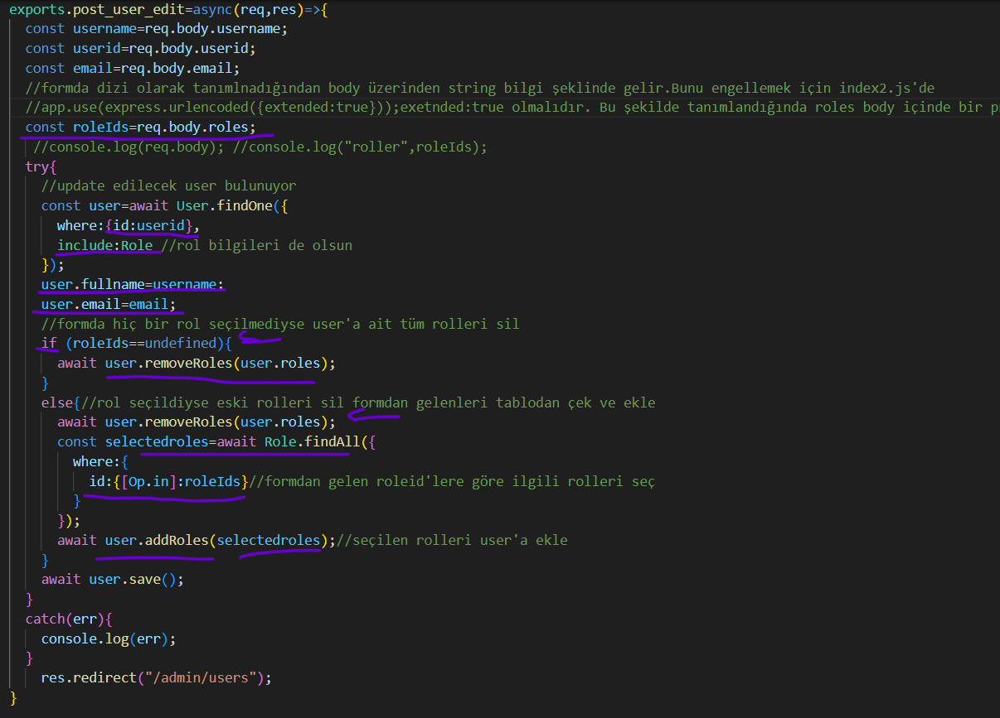 exports.post_user_edit=async(req,res)=>{
const username=req.body.username;
const userid=req.body.userid;
const email=req.body.email;
//formda dizi olarak tanımlnadığından body üzerinden string bilgi şeklinde gelir.Bunu engellemek için index2.js'de
//app.use(express.urlencoded({extended:true}));exetnded:true olmalıdır. Bu şekilde tanımlandığında roles body içinde bir
const roleIds=req.body.roles;
//console.log(req.body); //console.log("roller",roleIds);
try{
//update edilecek user bulunuyor
const user=await User.findOne({
where:{id:userid},
include:Role //rol bilgileri de olsun
});
user.fullname=username;
user.email=email;
//formda hiç bir rol seçilmediyse user'a ait tüm rolleri sil
if (roleIds==undefined){
await user.removeRoles(user.roles);
}
else{//rol seçildiyse eski rolleri sil formdan gelenleri tablodan çek ve ekle
await user.removeRoles(user.roles);
const selectedroles=await Role.findAll({
where:{
id:{[Op.in]:roleIds}//formdan gelen roleid'lere göre ilgili rolleri seç
}
});
await user.addRoles(selectedroles);//seçilen rolleri user'a ekle
}
await user.save();
}
catch(err){
console.log(err);
}
res.redirect("/admin/users");
}